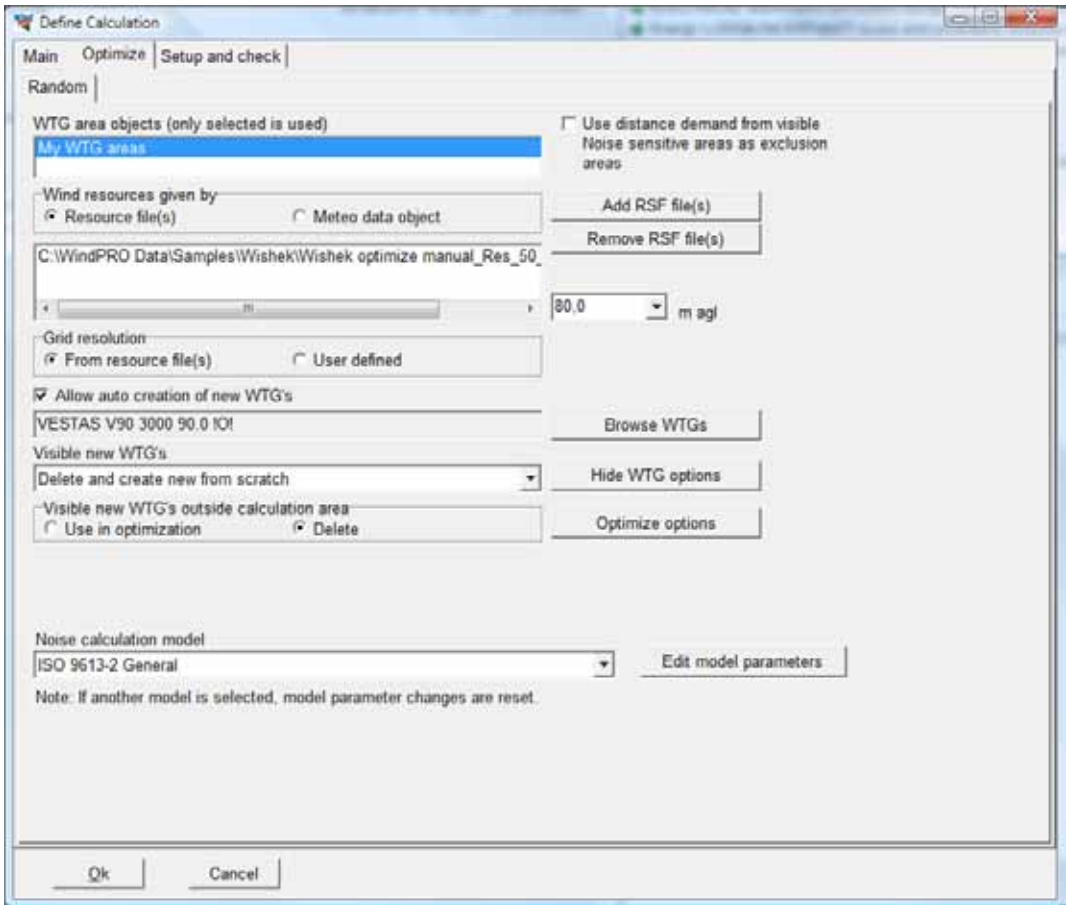 Define Calculation
Main Optimize Setup and check
Random
WTG area objects (only selected is used)
My WTG areas
Use distance demand from visible
Noise sensitive areas as exclusion
areas
Wind resources given by
Resource file(s) Meteo data object
Add RSF file(s)
Remove RSF file(s)
C:\WindPRO Data\Samples\Wishek\Wishek optimize manual_Res_50_
80,0 m agl
Grid resolution
From resource file(s) User defined
Allow auto creation of new WTG's
VESTAS V90 3000 90.0 !O!
Browse WTGs
Visible new WTG's
Delete and create new from scratch
Hide WTG options
Visible new WTG's outside calculation area
Use in optimization Delete
Optimize options
Noise calculation model
ISO 9613-2 General
Edit model parameters
Note: If another model is selected, model parameter changes are reset.
Ok Cancel